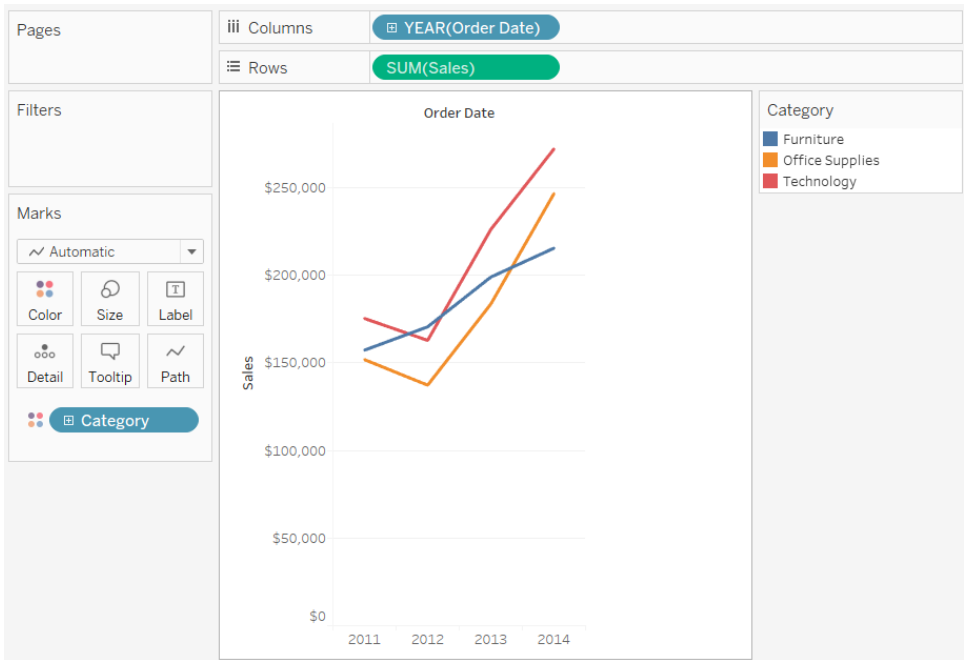 Pages
iii Columns
YEAR(Order Date)
Rows
SUM(Sales)
Filters
Marks
Automatic
Color
Size
T
Label
Detail
Tooltip
Path
Category
Order Date
Sales
$250,000
$200,000
$150,000
$100,000
$50,000
$0
2011 2012 2013 2014
Category
Furniture
Office Supplies
Technology